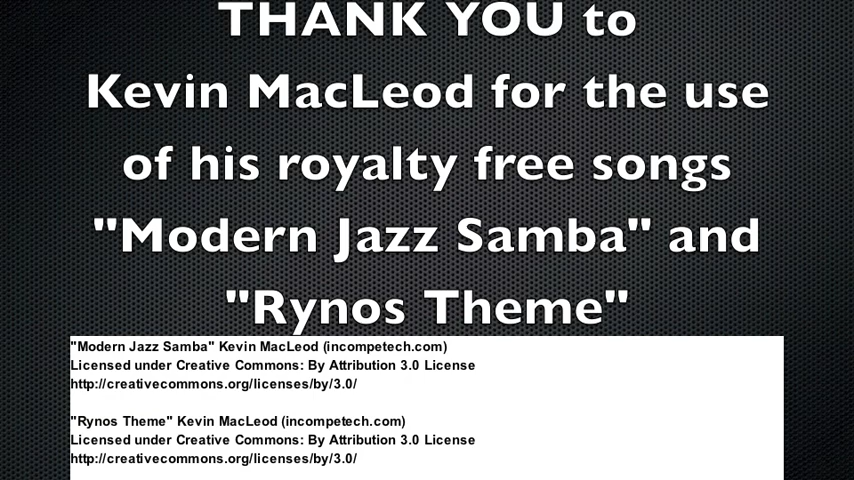 THANK YOU to
Kevin MacLeod for the use
of his royalty free songs
"Modern Jazz Samba" and
"Rynos Theme"
"Modern Jazz Samba" Kevin MacLeod (incompetech.com)
Licensed under Creative Commons: By Attribution 3.0 License
http://creativecommons.org/licenses/by/3.0/
"Rynos Theme" Kevin MacLeod (incompetech.com)
Licensed under Creative Commons: By Attribution 3.0 License
http://creativecommons.org/licenses/by/3.0/